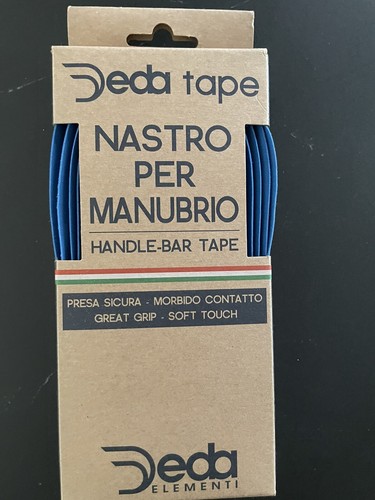 Deda tape
NASTRO
PER
MANUBRIO
HANDLE-BAR TAPE
PRESA SICURA - MORBIDO CONTATTO
GREAT GRIP - SOFT TOUCH
Deda
ELEMENTI